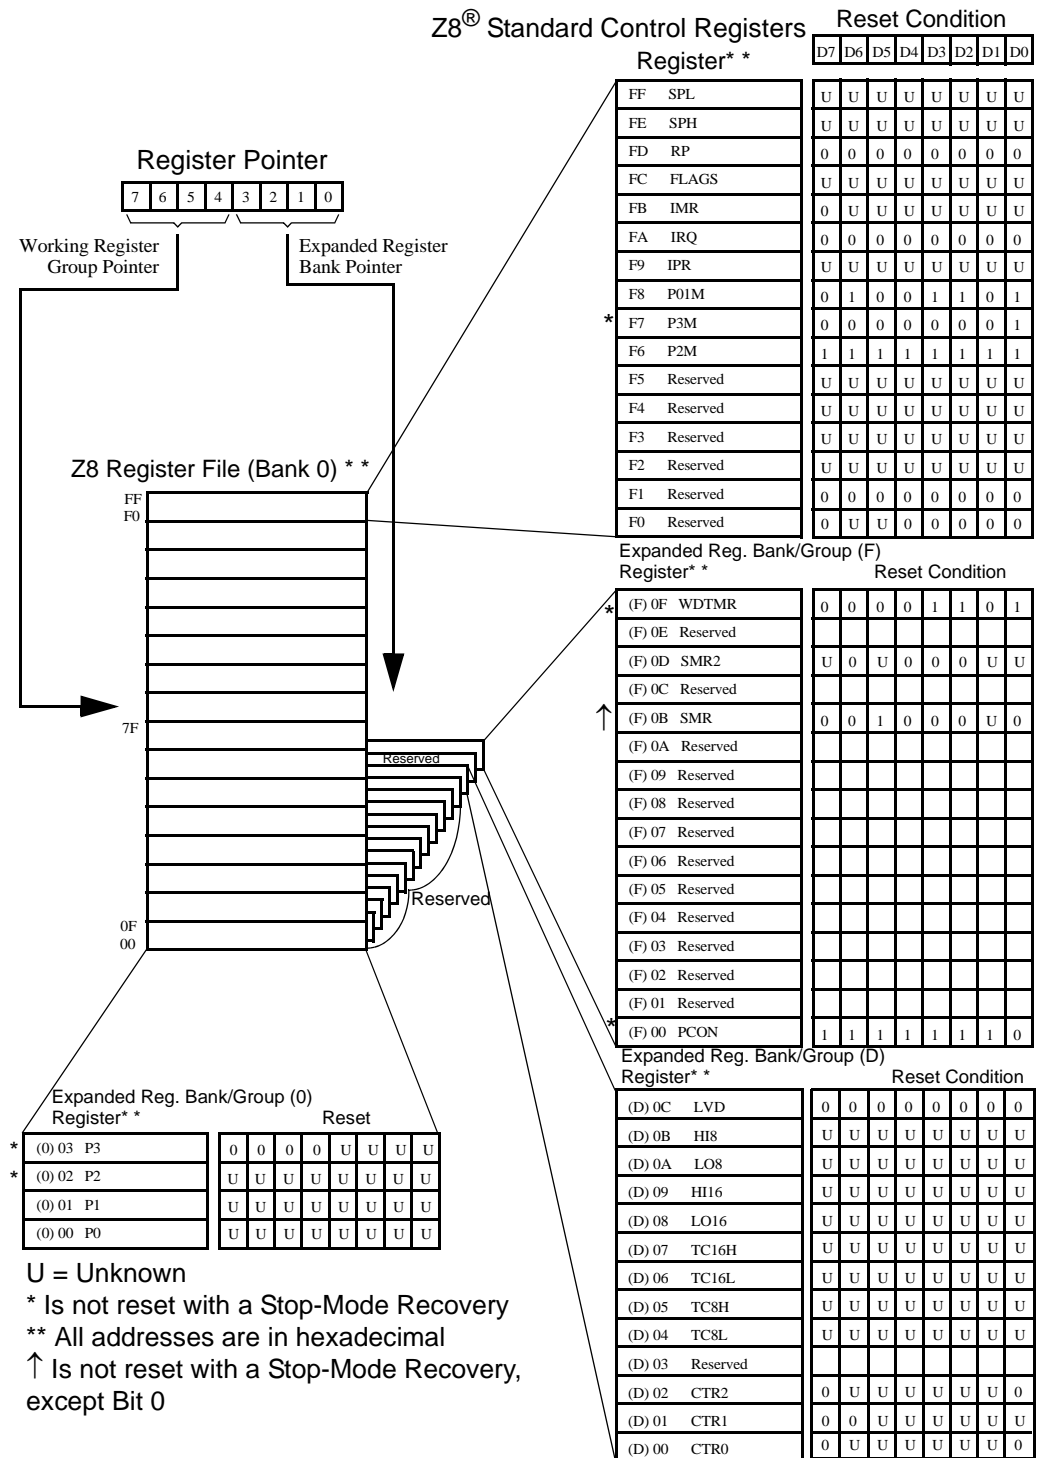 Z8® Standard Control Registers
Reset Condition
Register* *
D7 D6 D5 D4 D3 D2 D1 D0
FF SPL U U U U U U U U
FE SPH U U U U U U U U
FD RP 0 0 0 0 0 0 0 0
FC FLAGS U U U U U U U U
FB IMR 0 U U U U U U U
FA IRQ 0 0 0 0 0 0 0 0
F9 IPR U U U U U U U U
F8 P01M 0 1 0 0 1 1 0 1
* F7 P3M 0 0 0 0 0 0 0 1
F6 P2M 1 1 1 1 1 1 1 1
F5 Reserved U U U U U U U U
F4 Reserved U U U U U U U U
F3 Reserved U U U U U U U U
F2 Reserved U U U U U U U U
F1 Reserved 0 0 0 0 0 0 0 0
F0 Reserved 0 U U 0 0 0 0 0
Register Pointer
7 6 5 4 3 2 1 0
Working Register
Group Pointer
Expanded Register
Bank Pointer
Z8 Register File (Bank 0) * *
FF
F0
7F
0F
00
Reserved
Reserved
Expanded Reg. Bank/Group (F)
Register* * Reset Condition
* (F) 0F WDTMR 0 0 0 0 1 1 0 1
(F) 0E Reserved
(F) 0D SMR2 U 0 U 0 0 0 U U
(F) 0C Reserved
↑ (F) 0B SMR 0 0 1 0 0 0 U 0
(F) 0A Reserved
(F) 09 Reserved
(F) 08 Reserved
(F) 07 Reserved
(F) 06 Reserved
(F) 05 Reserved
(F) 04 Reserved
(F) 03 Reserved
(F) 02 Reserved
(F) 01 Reserved
* (F) 00 PCON 1 1 1 1 1 1 1 0
Expanded Reg. Bank/Group (D)
Register* * Reset Condition
(D) 0C LVD 0 0 0 0 0 0 0 0
(D) 0B HI8 U U U U U U U U
(D) 0A LO8 U U U U U U U U
(D) 09 HI16 U U U U U U U U
(D) 08 LO16 U U U U U U U U
(D) 07 TC16H U U U U U U U U
(D) 06 TC16L U U U U U U U U
(D) 05 TC8H U U U U U U U U
(D) 04 TC8L U U U U U U U U
(D) 03 Reserved
(D) 02 CTR2 0 U U U U U U 0
(D) 01 CTR1 0 0 U U U U U U
(D) 00 CTR0 0 U U U U U U 0
Expanded Reg. Bank/Group (0)
Register* * Reset
* (0) 03 P3 0 0 0 0 U U U U
* (0) 02 P2 U U U U U U U U
(0) 01 P1 U U U U U U U U
(0) 00 P0 U U U U U U U U
U = Unknown
* Is not reset with a Stop-Mode Recovery
** All addresses are in hexadecimal
↑ Is not reset with a Stop-Mode Recovery,
except Bit 0